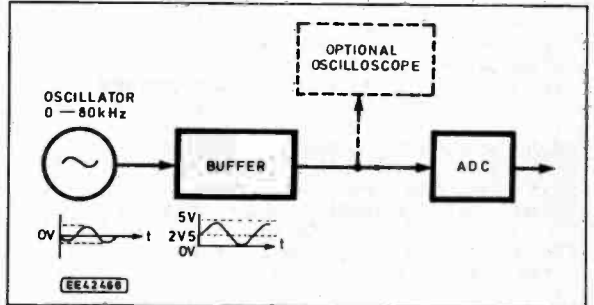 OPTIONAL
OSCILLOSCOPE
OSCILLATOR
0 — 80kHz
BUFFER
ADC
0V
t
5V
2V5
0V
t
EE42466